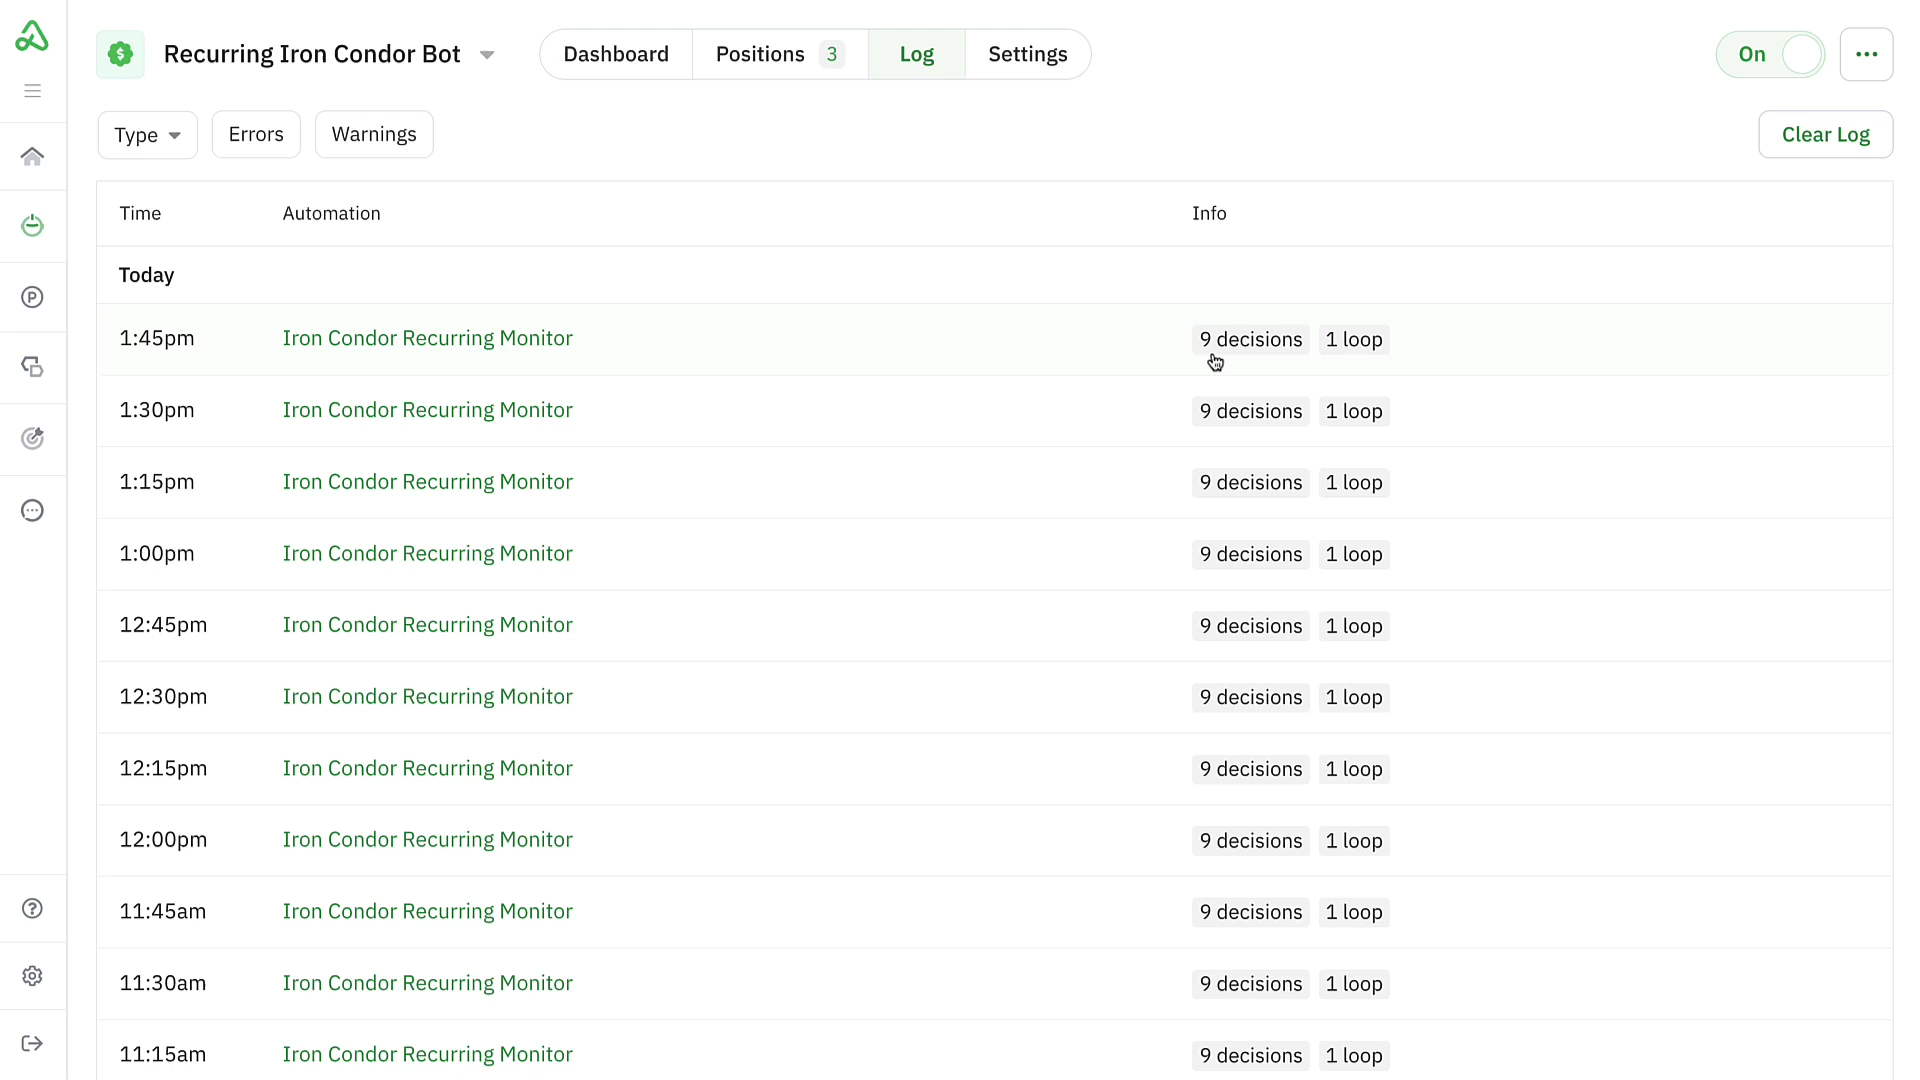 Recurring Iron Condor Bot
Dashboard
Positions 3
Log
Settings
On
Type
Errors
Warnings
Clear Log
Time Automation Info
Today
1:45pm Iron Condor Recurring Monitor 9 decisions 1 loop
1:30pm Iron Condor Recurring Monitor 9 decisions 1 loop
1:15pm Iron Condor Recurring Monitor 9 decisions 1 loop
1:00pm Iron Condor Recurring Monitor 9 decisions 1 loop
12:45pm Iron Condor Recurring Monitor 9 decisions 1 loop
12:30pm Iron Condor Recurring Monitor 9 decisions 1 loop
12:15pm Iron Condor Recurring Monitor 9 decisions 1 loop
12:00pm Iron Condor Recurring Monitor 9 decisions 1 loop
11:45am Iron Condor Recurring Monitor 9 decisions 1 loop
11:30am Iron Condor Recurring Monitor 9 decisions 1 loop
11:15am Iron Condor Recurring Monitor 9 decisions 1 loop